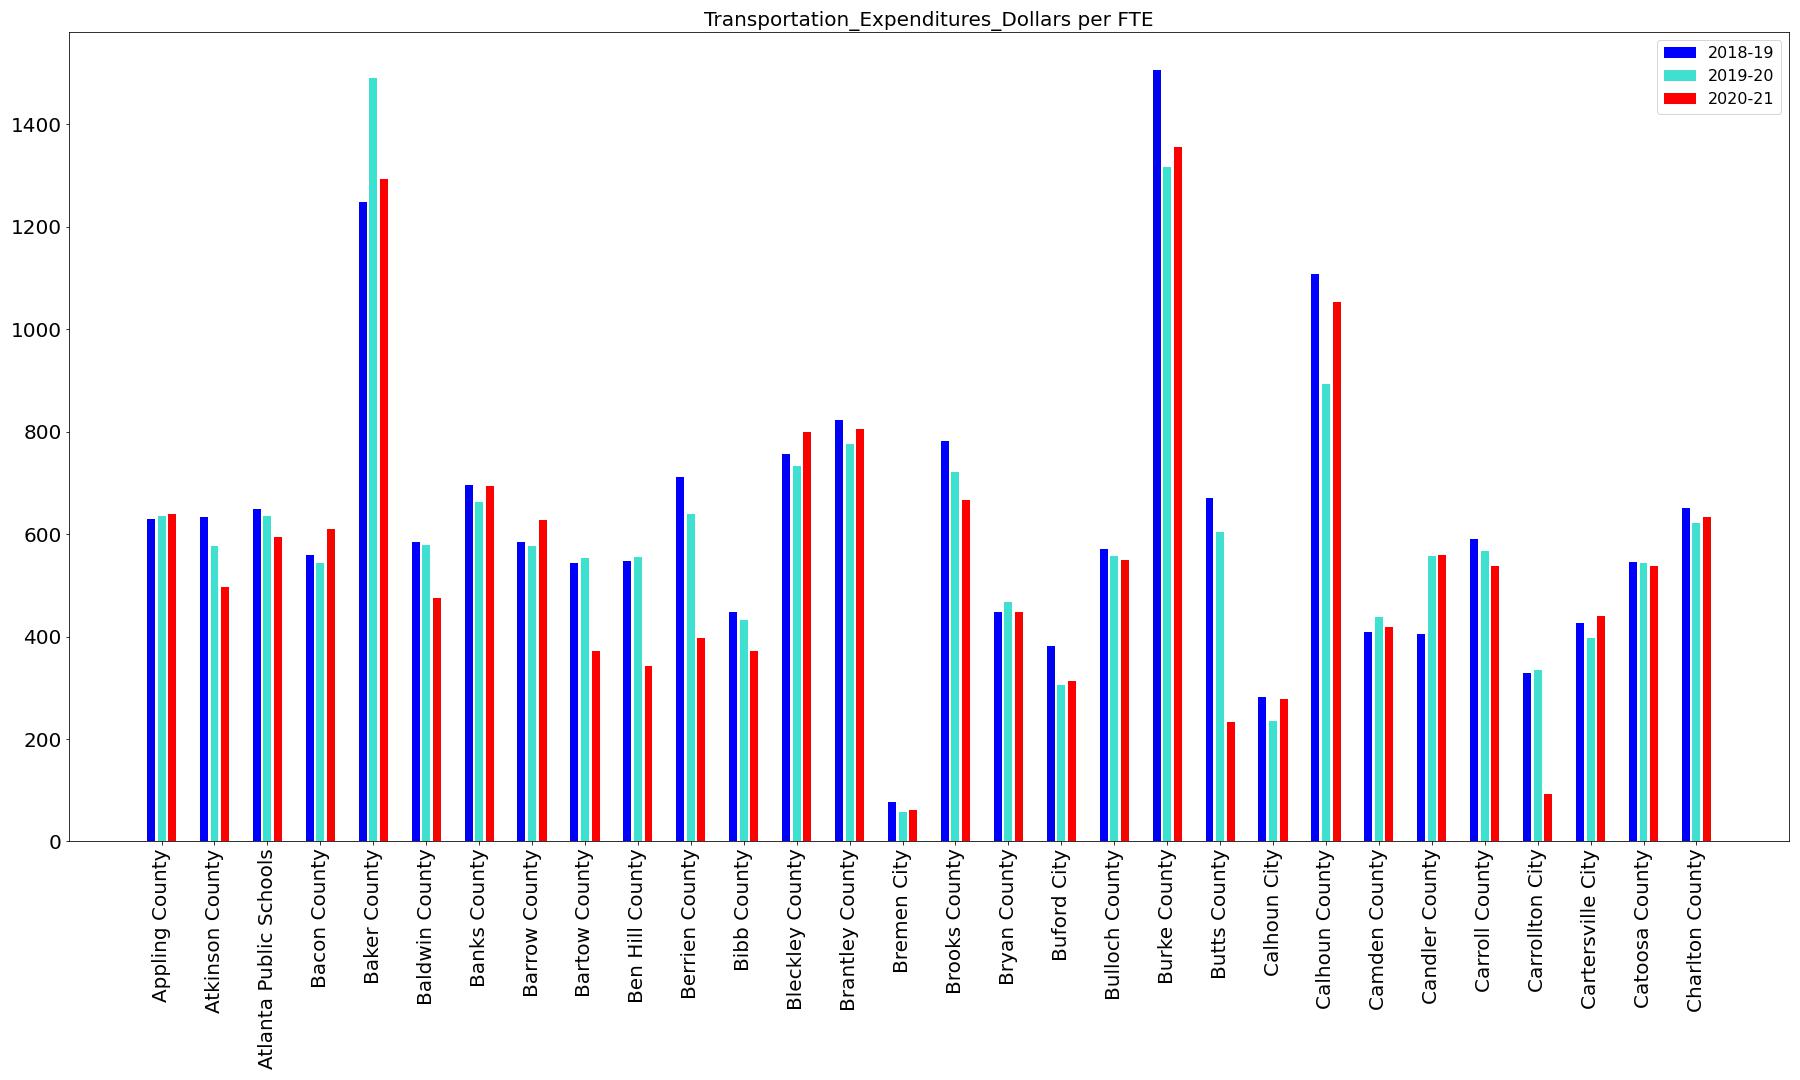 Transportation_Expenditures_Dollars per FTE
2018-19
2019-20
2020-21
1400
1200
1000
800
600
400
200
0
Appling County
Atkinson County
Atlanta Public Schools
Bacon County
Baker County
Baldwin County
Banks County
Barrow County
Bartow County
Ben Hill County
Berrien County
Bibb County
Bleckley County
Brantley County
Bremen City
Brooks County
Bryan County
Buford City
Bulloch County
Burke County
Butts County
Calhoun City
Calhoun County
Camden County
Candler County
Carroll County
Carrollton City
Cartersville City
Catoosa County
Charlton County